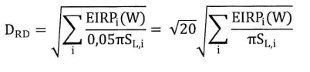 D_RD = √(∑_i EIRP_i(W) / 0,05πS_L,i) = √20 √(∑_i EIRP_i(W) / πS_L,i)